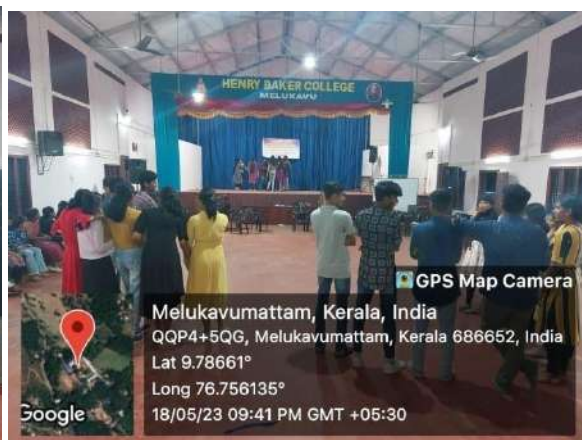 HENRY BAKER COLLEGE
MELUKAVU
GPS Map Camera
Melukavumattam, Kerala, India
QQP4+5QG, Melukavumattam, Kerala 686652, India
Lat 9.78661°
Long 76.756135°
18/05/23 09:41 PM GMT +05:30
Google